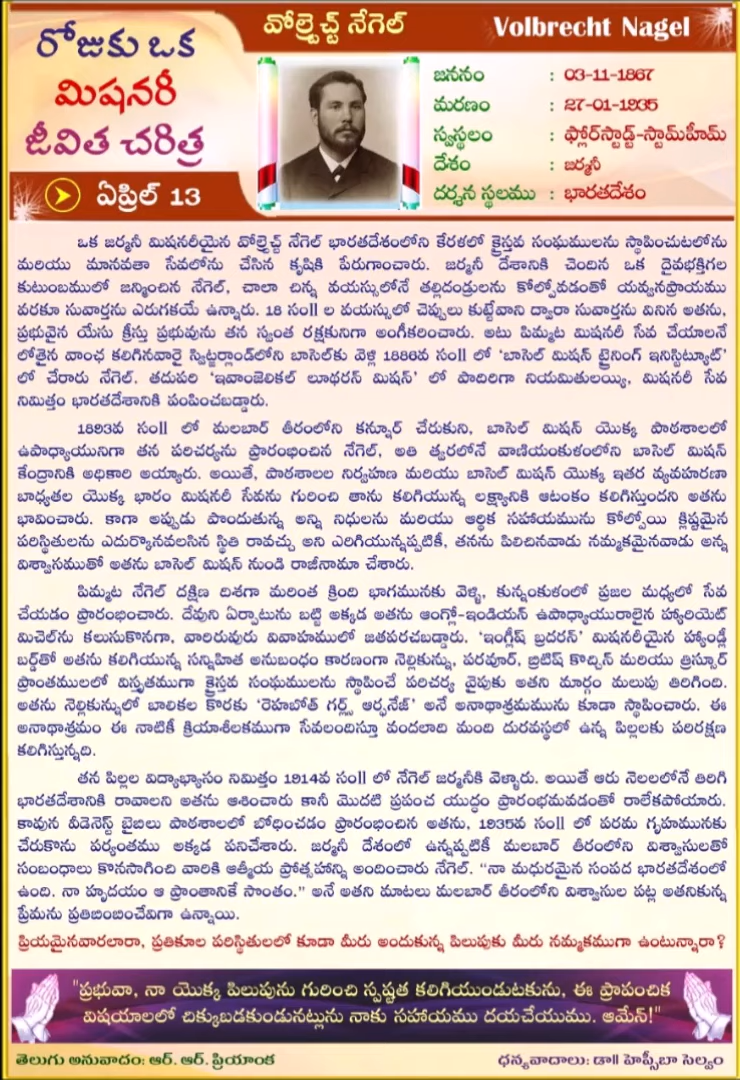 రోజుకు ఒక
మిషనరీ
జీవిత చరిత్ర
ఏప్రిల్ 13
వోల్బ్రెచ్ట్ నేగెల్ Volbrecht Nagel
జననం : 03-11-1867
మరణం : 27-01-1935
స్వస్థలం : ఫ్లోర్‌స్టాడ్ట్-స్టామ్‌హీమ్
దేశం : జర్మనీ
దర్శన స్థలము : భారతదేశం
ఒక జర్మనీ మిషనరీయైన వోల్బ్రెచ్ట్ నేగెల్ భారతదేశంలోని కేరళలో క్రైస్తవ సంఘములను స్థాపించుటలోను
మరియు మానవతా సేవలోను చేసిన కృషికి పేరుగాంచారు. జర్మనీ దేశానికి చెందిన ఒక దైవభక్తిగల
కుటుంబములో జన్మించిన నేగెల్, చాలా చిన్న వయస్సులోనే తల్లిదండ్రులను కోల్పోవడంతో యవ్వనప్రాయము
వరకూ సువార్తను ఎరుగకయే ఉన్నారు. 18 సం|| ల వయస్సులో చెప్పులు కుట్టేవాని ద్వారా సువార్తను వినిన అతను,
ప్రభువైన యేసు క్రీస్తు ప్రభువును తన స్వంత రక్షకునిగా అంగీకరించారు. అటు పిమ్మట మిషనరీ సేవ చేయాలనే
లోతైన వాంఛ కలిగినవారై స్విట్జర్లాండ్‌లోని బాసెల్‌కు వెళ్లి 1886వ సం|| లో 'బాసెల్ మిషన్ ట్రైనింగ్ ఇనిస్టిట్యూట్'
లో చేరారు నేగెల్. తదుపరి 'ఇవాంజెలికల్ లూథరన్ మిషన్' లో పాదిరిగా నియమితులయ్యి, మిషనరీ సేవ
నిమిత్తం భారతదేశానికి పంపించబడ్డారు.
1893వ సం|| లో మలబార్ తీరంలోని కన్నూర్ చేరుకుని, బాసెల్ మిషన్ యొక్క పాఠశాలలో
ఉపాధ్యాయునిగా తన పరిచర్యను ప్రారంభించిన నేగెల్, అతి త్వరలోనే వాణియంకుళంలోని బాసెల్ మిషన్
కేంద్రానికి అధికారి అయ్యారు. అయితే, పాఠశాలల నిర్వహణ మరియు బాసెల్ మిషన్ యొక్క ఇతర వ్యవహరణా
బాధ్యతల యొక్క భారం మిషనరీ సేవను గురించి తాను కలిగియున్న లక్ష్యానికి ఆటంకం కలిగిస్తుందని అతను
భావించారు. కాగా అప్పుడు పొందుతున్న అన్ని నిధులను మరియు ఆర్థిక సహాయమును కోల్పోయి క్లిష్టమైన
పరిస్థితులను ఎదుర్కొనవలసిన స్థితి రావచ్చు అని ఎరిగియున్నప్పటికీ, తనను పిలిచినవాడు నమ్మకమైనవాడు అన్న
విశ్వాసముతో అతను బాసెల్ మిషన్ నుండి రాజీనామా చేశారు.
పిమ్మట నేగెల్ దక్షిణ దిశగా మరింత క్రింది భాగమునకు వెళ్ళి, కున్నంకుళంలో ప్రజల మధ్యలో సేవ
చేయడం ప్రారంభించారు. దేవుని ఏర్పాటును బట్టి అక్కడ అతను ఆంగ్లో-ఇండియన్ ఉపాధ్యాయురాలైన హ్యారియెట్
మిచెల్‌ను కలుసుకొనగా, వారిరువురు వివాహములో జతపరచబడ్డారు. 'ఇంగ్లీష్ బ్రదరన్' మిషనరీయైన హ్యాండ్లీ
బర్డ్‌తో అతను కలిగియున్న సన్నిహిత అనుబంధం కారణంగా నెల్లికున్ను, పరవూర్, బ్రిటిష్ కొచ్చిన్ మరియు త్రిస్సూర్
ప్రాంతములలో విస్తృతముగా క్రైస్తవ సంఘములను స్థాపించే పరిచర్య వైపుకు అతని మార్గం మలుపు తిరిగింది.
అతను నెల్లికున్నులో బాలికల కొరకు 'రెహబోత్ గర్ల్స్ ఆర్ఫనేజ్' అనే అనాథాశ్రమమును కూడా స్థాపించారు. ఈ
అనాథాశ్రమం ఈ నాటికీ క్రియాశీలకముగా సేవలందిస్తూ వందలాది మంది దురవస్థలో ఉన్న పిల్లలకు పరిరక్షణ
కలిగిస్తున్నది.
తన పిల్లల విద్యాభ్యాసం నిమిత్తం 1914వ సం|| లో నేగెల్ జర్మనీకి వెళ్ళారు. అయితే ఆరు నెలలలోనే తిరిగి
భారతదేశానికి రావాలని అతను ఆశించారు కానీ మొదటి ప్రపంచ యుద్ధం ప్రారంభమవడంతో రాలేకపోయారు.
కావున వీడెనెస్ట్ బైబిలు పాఠశాలలో బోధించడం ప్రారంభించిన అతను, 1935వ సం|| లో పరమ గృహమునకు
చేరుకొను పర్యంతము అక్కడ పనిచేశారు. జర్మనీ దేశంలో ఉన్నప్పటికీ మలబార్ తీరంలోని విశ్వాసులతో
సంబంధాలు కొనసాగించి వారికి ఆత్మీయ ప్రోత్సహాన్ని అందించారు నేగెల్. "నా మధురమైన సంపద భారతదేశంలో
ఉంది. నా హృదయం ఆ ప్రాంతానికే సొంతం." అనే అతని మాటలు మలబార్ తీరంలోని విశ్వాసుల పట్ల అతనికున్న
ప్రేమను ప్రతిబింబించేవిగా ఉన్నాయి.
ప్రియమైనవారలారా, ప్రతికూల పరిస్థితులలో కూడా మీరు అందుకున్న పిలుపుకు మీరు నమ్మకముగా ఉంటున్నారా?
"ప్రభువా, నా యొక్క పిలుపును గురించి స్పష్టత కలిగియుండుటకును, ఈ ప్రాపంచిక
విషయాలలో చిక్కుబడకుండునట్లును నాకు సహాయము దయచేయుము. ఆమేన్!"
తెలుగు అనువాదం: ఆర్. ఆర్. ప్రియాంక ధన్యవాదాలు: డా|| హెప్సీబా సెల్వం